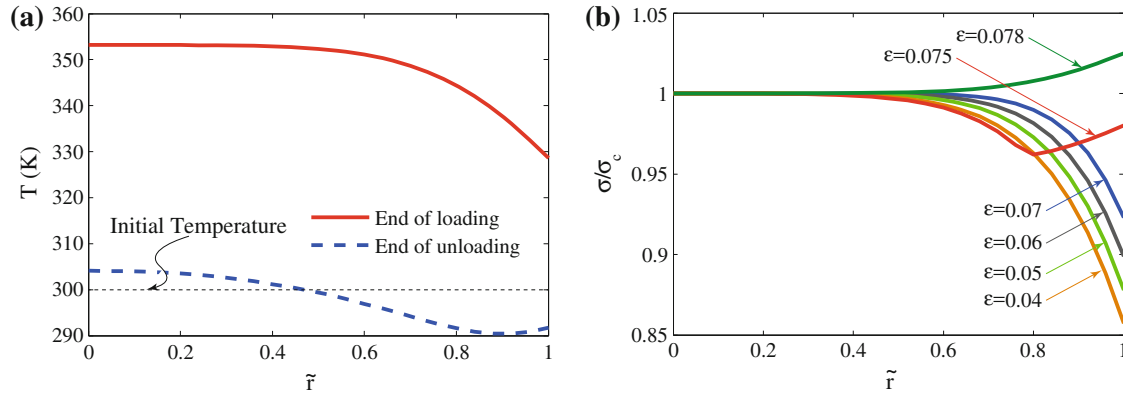 (a)
360
350
340
330
320
310
300
290
T (K)
End of loading
End of unloading
Initial Temperature
0
0.2
0.4
0.6
0.8
1
r̃
(b)
1.05
1
0.95
0.9
0.85
σ/σc
ε=0.078
ε=0.075
ε=0.07
ε=0.06
ε=0.05
ε=0.04
0
0.2
0.4
0.6
0.8
1
r̃